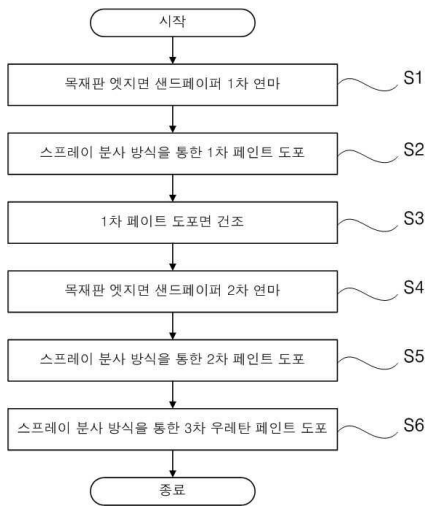 시작
목재판 엣지면 샌드페이퍼 1차 연마
S1
스프레이 분사 방식을 통한 1차 페인트 도포
S2
1차 페이트 도포면 건조
S3
목재판 엣지면 샌드페이퍼 2차 연마
S4
스프레이 분사 방식을 통한 2차 페인트 도포
S5
스프레이 분사 방식을 통한 3차 우레탄 페인트 도포
S6
종료